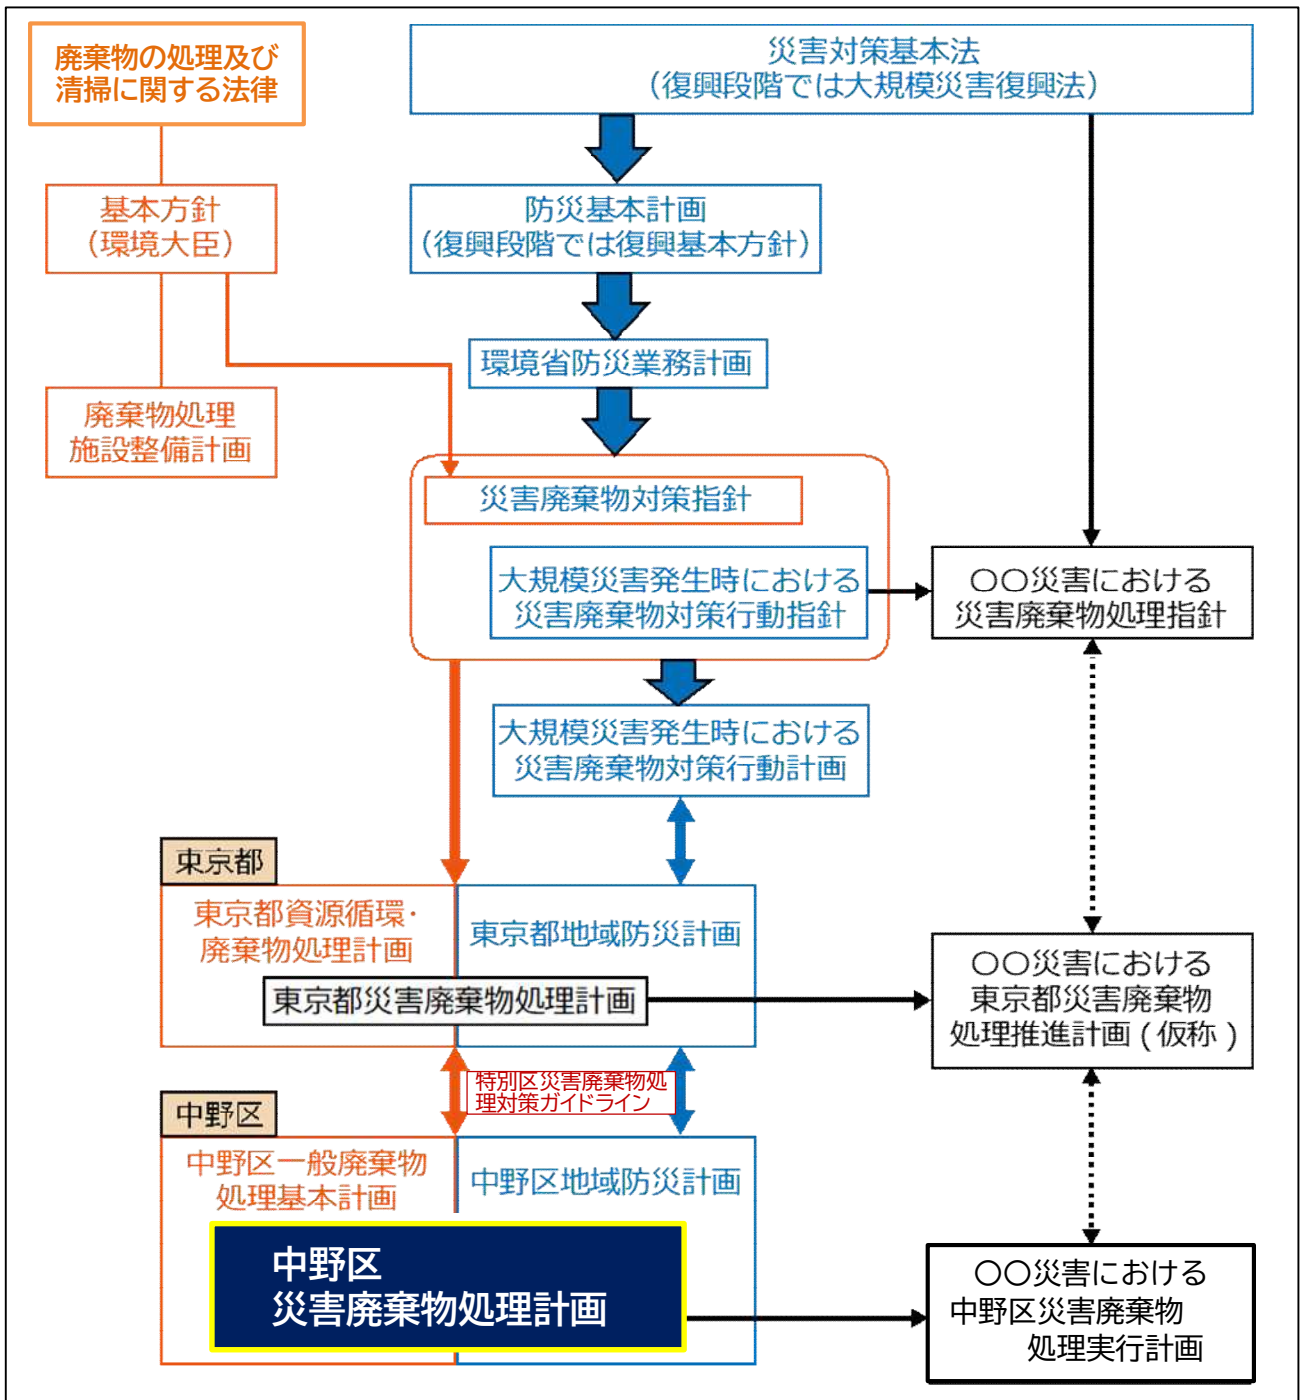 廃棄物の処理及び
清掃に関する法律
災害対策基本法
（復興段階では大規模災害復興法）
基本方針
（環境大臣）
防災基本計画
（復興段階では復興基本方針）
環境省防災業務計画
廃棄物処理
施設整備計画
災害廃棄物対策指針
大規模災害発生時における
災害廃棄物対策行動指針
〇〇災害における
災害廃棄物処理指針
大規模災害発生時における
災害廃棄物対策行動計画
東京都
東京都資源循環・
廃棄物処理計画
東京都地域防災計画
東京都災害廃棄物処理計画
〇〇災害における
東京都災害廃棄物
処理推進計画（仮称）
特別区災害廃棄物処
理対策ガイドライン
中野区
中野区一般廃棄物
処理基本計画
中野区地域防災計画
中野区
災害廃棄物処理計画
〇〇災害における
中野区災害廃棄物
処理実行計画